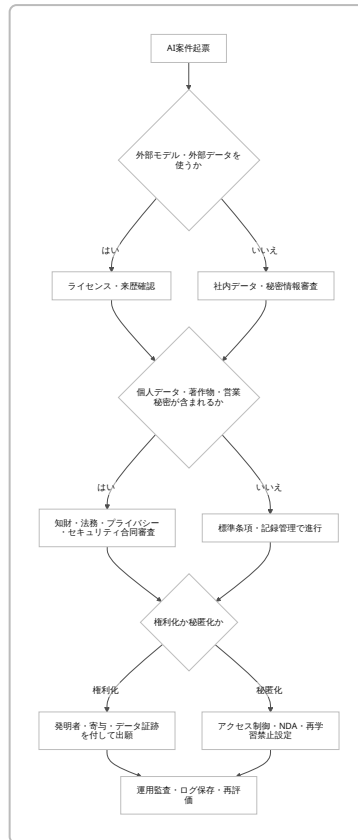 AI案件起票
外部モデル・外部データを
使うか
はい
いいえ
ライセンス・来歴確認
社内データ・秘密情報審査
個人データ・著作物・営業
秘密が含まれるか
はい
いいえ
知財・法務・プライバシー
・セキュリティ合同審査
標準条項・記録管理で進行
権利化か秘匿化か
権利化
秘匿化
発明者・寄与・データ証跡
を付して出願
アクセス制御・NDA・再学
習禁止設定
運用監査・ログ保存・再評
価